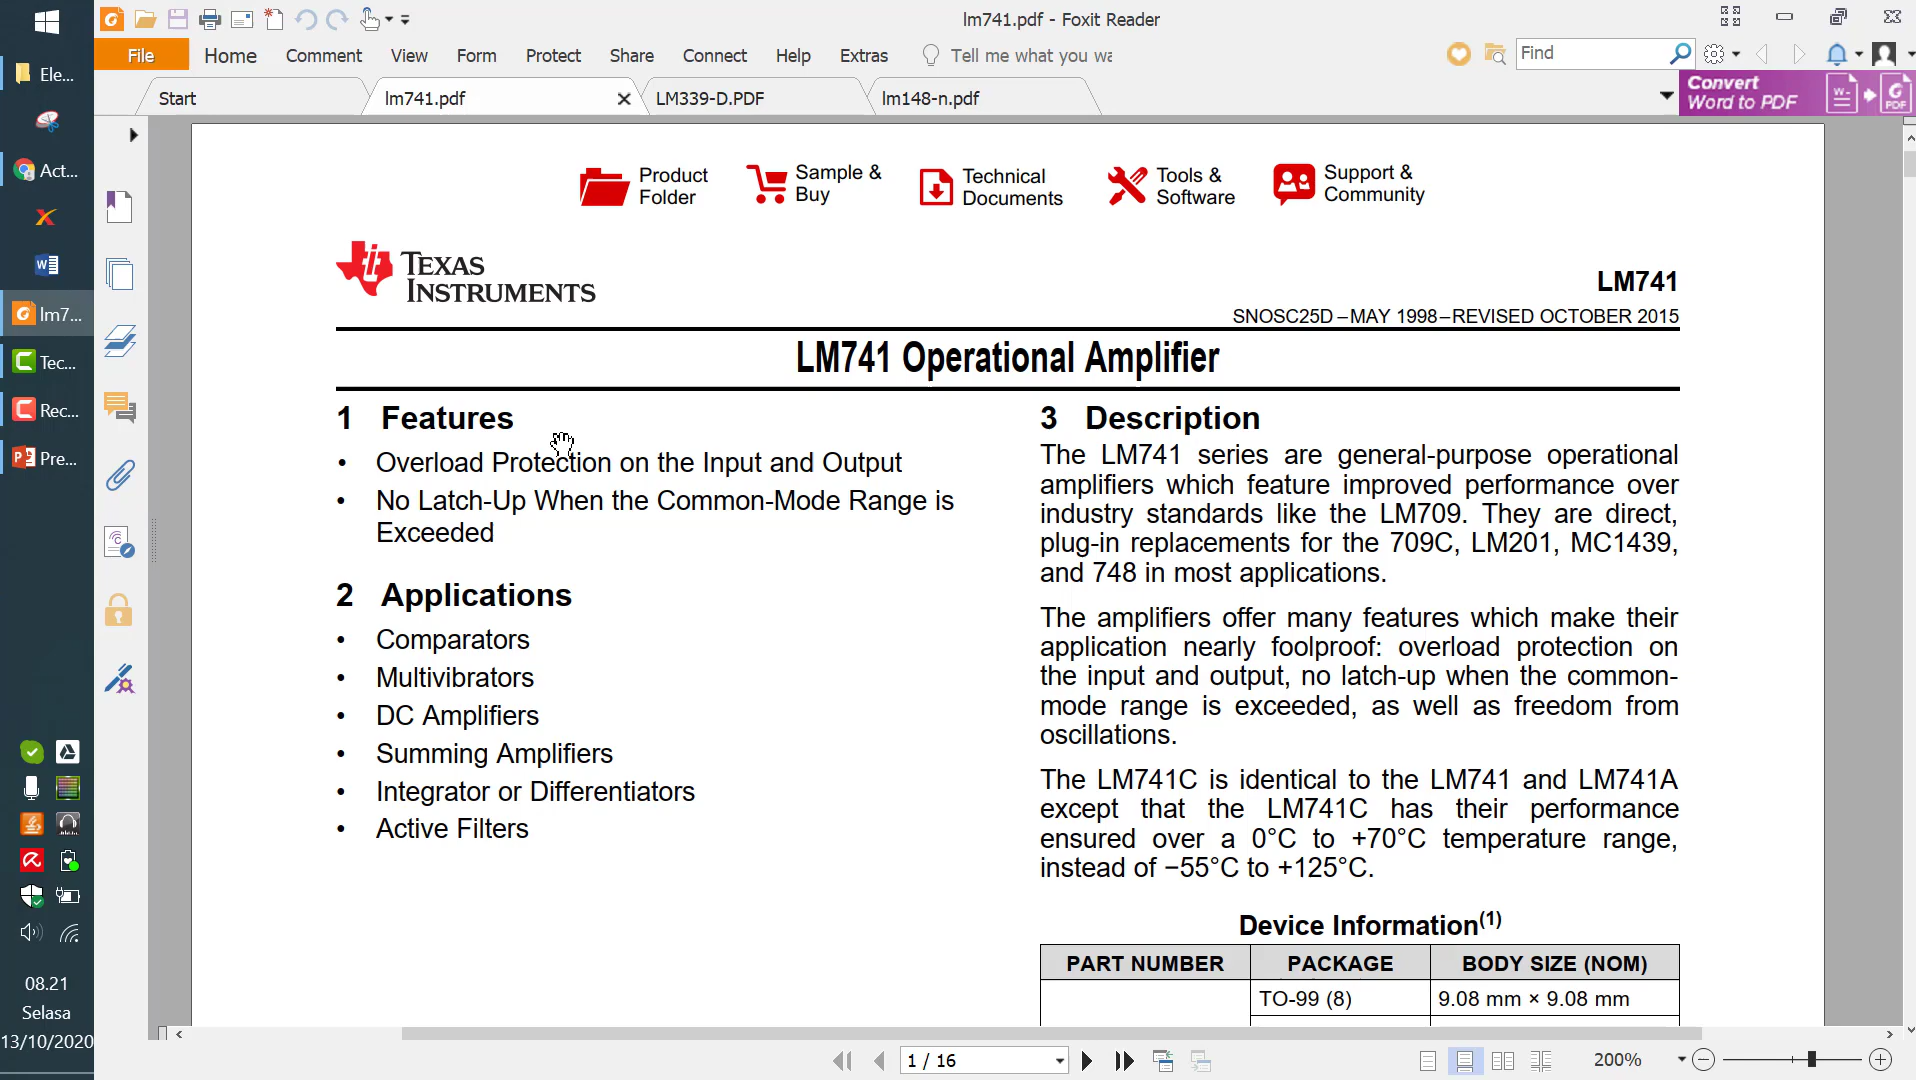 lm741.pdf - Foxit Reader
File Home Comment View Form Protect Share Connect Help Extras Tell me what you wa
Find
Start lm741.pdf LM339-D.PDF lm148-n.pdf
Convert
Word to PDF
PDF
Ele...
Act...
lm7...
Tec...
Rec...
Pre...
08.21
Selasa
13/10/2020
Product
Folder
Sample &
Buy
Technical
Documents
Tools &
Software
Support &
Community
TEXAS
INSTRUMENTS
LM741
SNOSC25D –MAY 1998–REVISED OCTOBER 2015
LM741 Operational Amplifier
1 Features
• Overload Protection on the Input and Output
• No Latch-Up When the Common-Mode Range is
Exceeded
2 Applications
• Comparators
• Multivibrators
• DC Amplifiers
• Summing Amplifiers
• Integrator or Differentiators
• Active Filters
3 Description
The LM741 series are general-purpose operational
amplifiers which feature improved performance over
industry standards like the LM709. They are direct,
plug-in replacements for the 709C, LM201, MC1439,
and 748 in most applications.
The amplifiers offer many features which make their
application nearly foolproof: overload protection on
the input and output, no latch-up when the common-
mode range is exceeded, as well as freedom from
oscillations.
The LM741C is identical to the LM741 and LM741A
except that the LM741C has their performance
ensured over a 0°C to +70°C temperature range,
instead of −55°C to +125°C.
Device Information(1)
PART NUMBER PACKAGE BODY SIZE (NOM)
TO-99 (8) 9.08 mm × 9.08 mm
1 / 16
200%